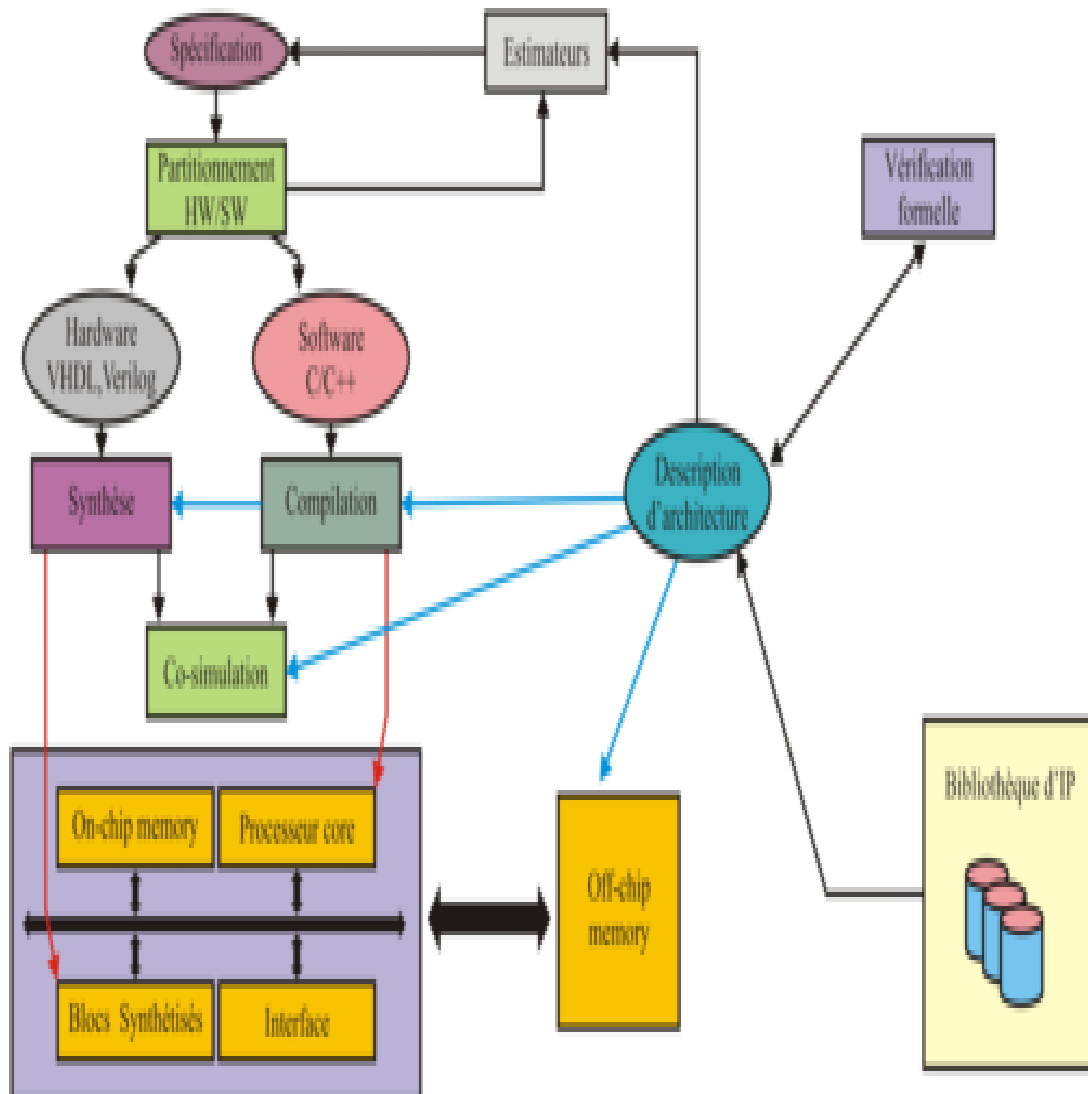 Spécification
Estimateurs
Partitionnement
HW/SW
Vérification
formelle
Hardware
VHDL,Verilog
Software
C/C++
Description
d'architecture
Synthèse
Compilation
Co-simulation
Bibliothèque d'IP
On-chip memory
Processeur core
Off-chip
memory
Blocs Synthétisés
Interface